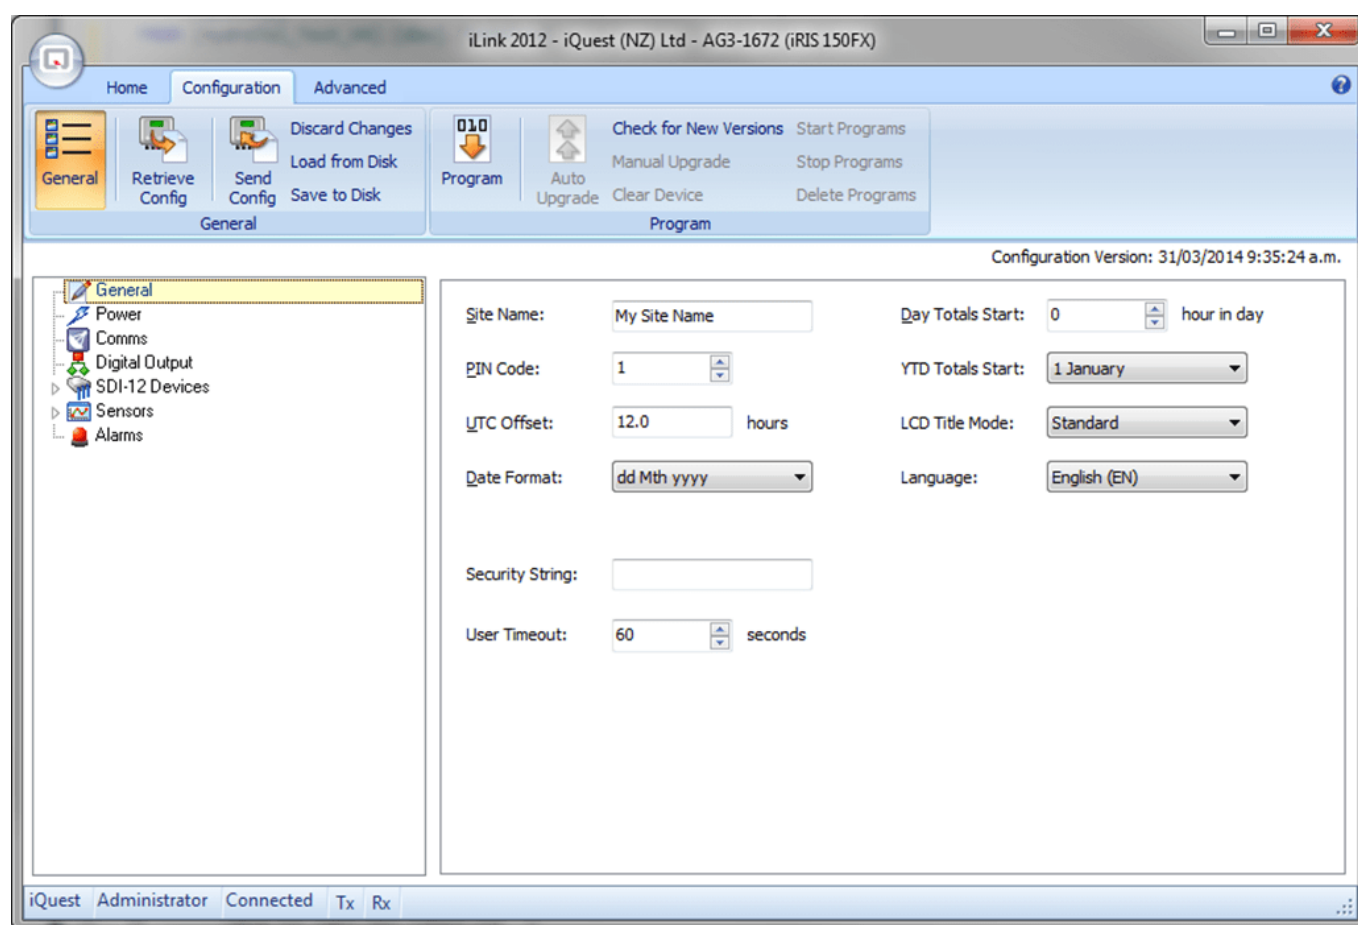 iLink 2012 - iQuest (NZ) Ltd - AG3-1672 (iRIS 150FX)
Home Configuration Advanced
General
Retrieve Config
Send Config
Discard Changes
Load from Disk
Save to Disk
General
010
Program
Auto Upgrade
Check for New Versions
Manual Upgrade
Clear Device
Start Programs
Stop Programs
Delete Programs
Program
Configuration Version: 31/03/2014 9:35:24 a.m.
General
Power
Comms
Digital Output
SDI-12 Devices
Sensors
Alarms
Site Name: My Site Name
PIN Code: 1
UTC Offset: 12.0 hours
Date Format: dd Mth yyyy
Security String:
User Timeout: 60 seconds
Day Totals Start: 0 hour in day
YTD Totals Start: 1 January
LCD Title Mode: Standard
Language: English (EN)
iQuest Administrator Connected Tx Rx